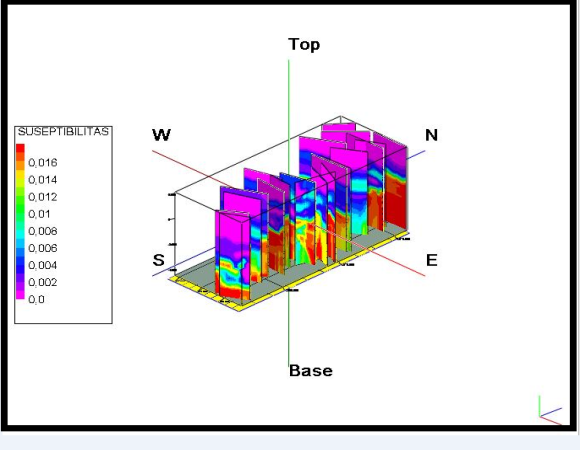 Top
W
N
SUSEPTIBILITAS
0,016
0,014
0,012
0,01
0,008
0,006
0,004
0,002
0,0
S
E
Base